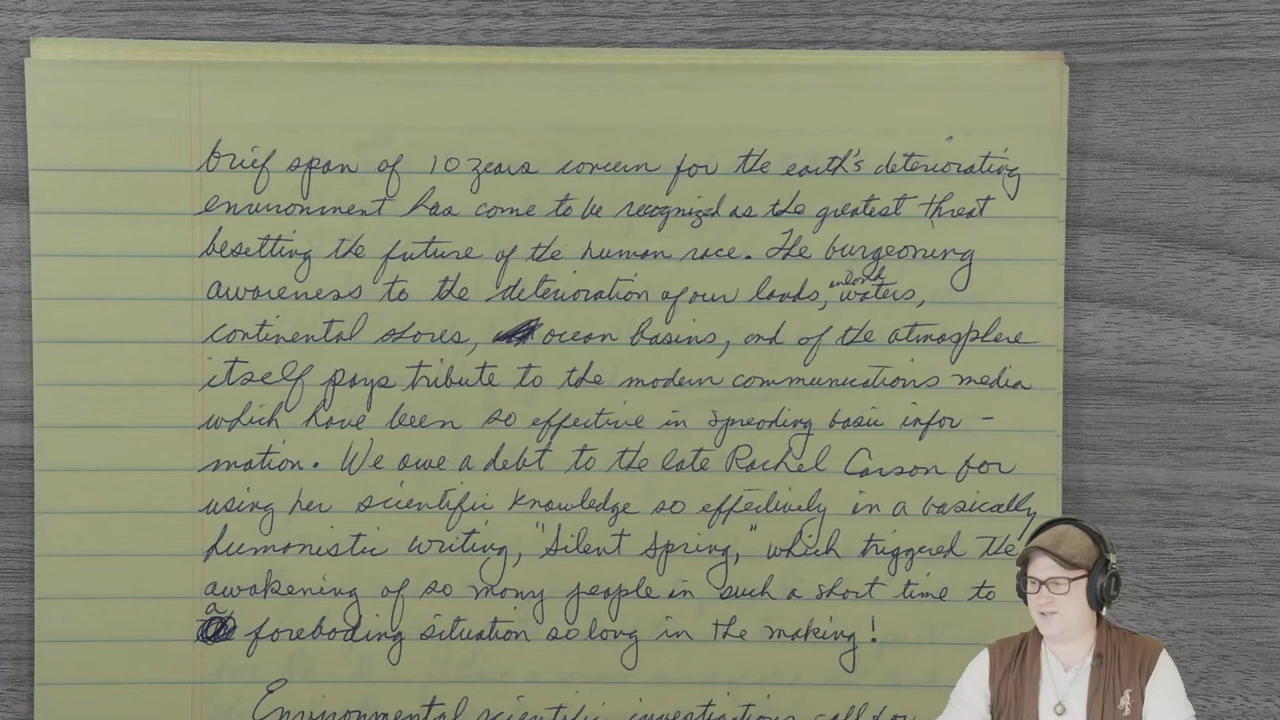 brief span of 10 years concern for the earth's deteriorating
environment has come to be recognized as the greatest threat
besetting the future of the human race. The burgeoning
awareness to the deterioration of our lands, inland waters,
continental shores, ocean basins, and of the atmosphere
itself pays tribute to the modern communications media
which have been so effective in spreading basic infor-
mation. We owe a debt to the late Rachel Carson for
using her scientific knowledge so effectively in a basically
humanistic writing, "Silent Spring," which triggered the
awakening of so many people in such a short time to
a foreboding situation so long in the making!
Environmental scientific investigations call for